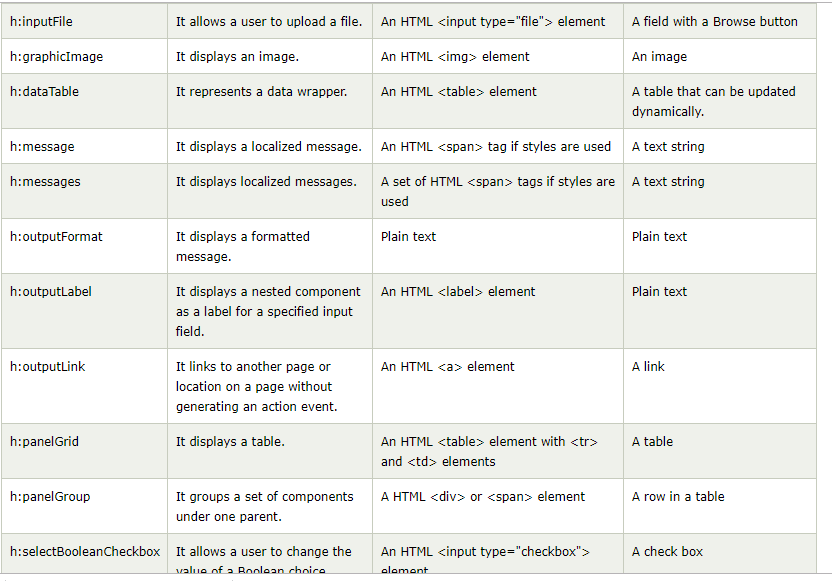 h:inputFile It allows a user to upload a file. An HTML <input type="file"> element A field with a Browse button
h:graphicImage It displays an image. An HTML <img> element An image
h:dataTable It represents a data wrapper. An HTML <table> element A table that can be updated
dynamically.
h:message It displays a localized message. An HTML <span> tag if styles are used A text string
h:messages It displays localized messages. A set of HTML <span> tags if styles are A text string
used
h:outputFormat It displays a formatted Plain text Plain text
message.
h:outputLabel It displays a nested component An HTML <label> element Plain text
as a label for a specified input
field.
h:outputLink It links to another page or An HTML <a> element A link
location on a page without
generating an action event.
h:panelGrid It displays a table. An HTML <table> element with <tr> A table
and <td> elements
h:panelGroup It groups a set of components A HTML <div> or <span> element A row in a table
under one parent.
h:selectBooleanCheckbox It allows a user to change the An HTML <input type="checkbox"> A check box
value of a Boolean choice element